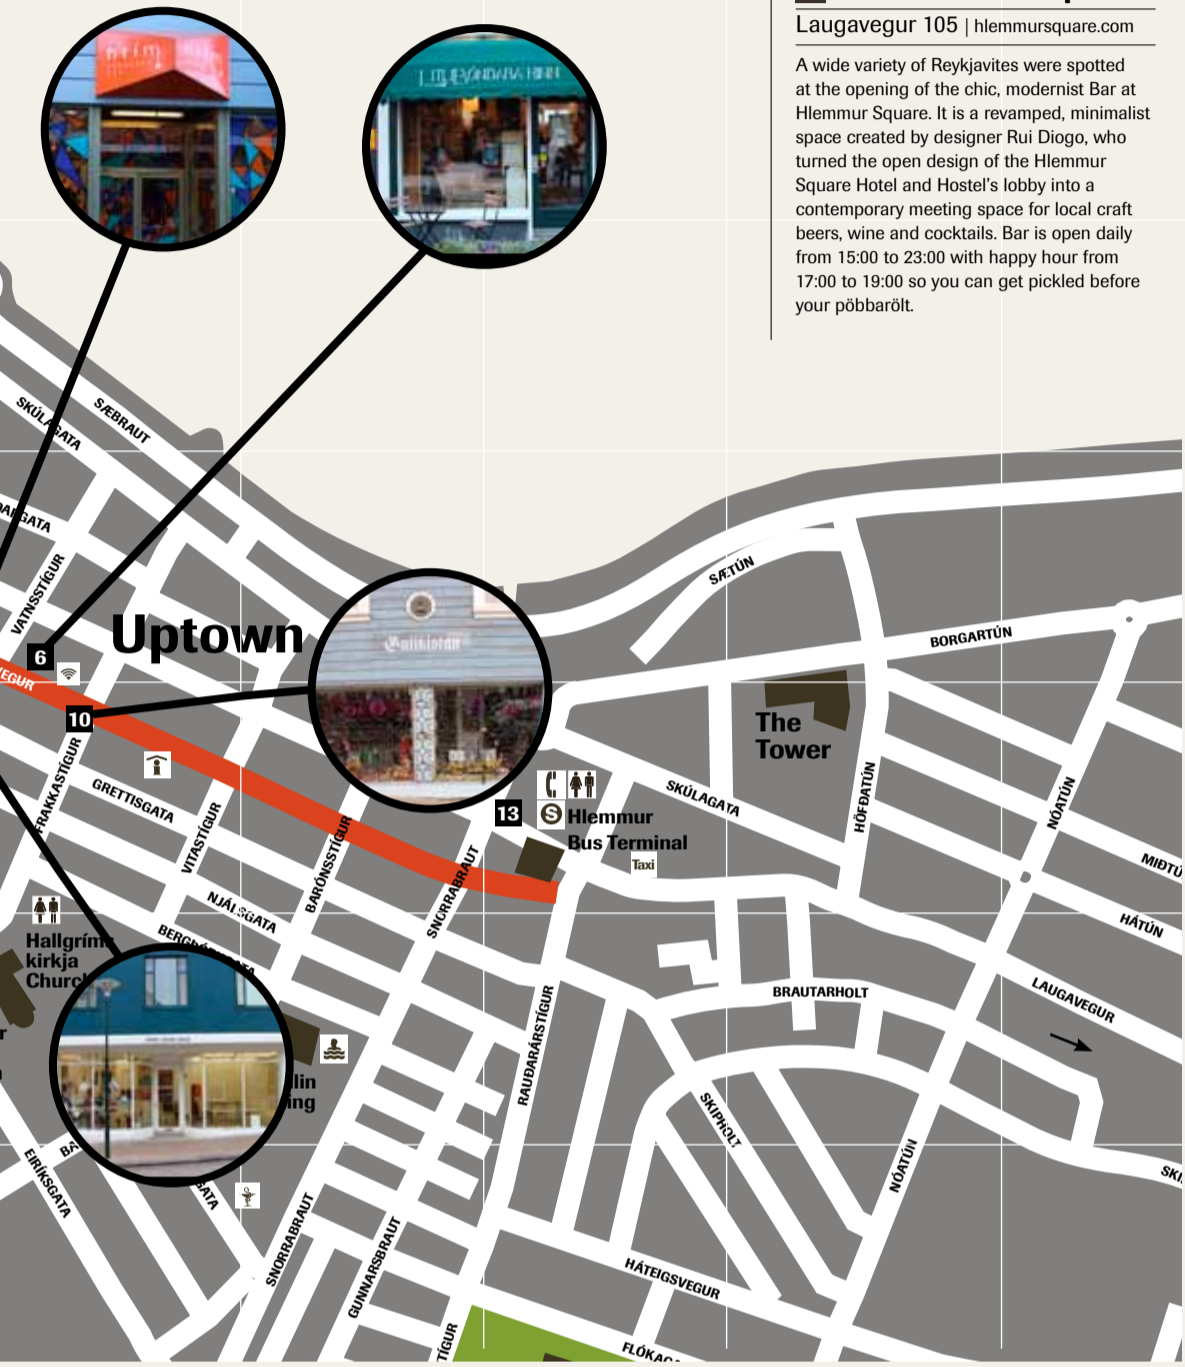 Laugavegur 105 | hlemmursquare.com
A wide variety of Reykjavites were spotted
at the opening of the chic, modernist Bar at
Hlemmur Square. It is a revamped, minimalist
space created by designer Rui Diogo, who
turned the open design of the Hlemmur
Square Hotel and Hostel's lobby into a
contemporary meeting space for local craft
beers, wine and cocktails. Bar is open daily
from 15:00 to 23:00 with happy hour from
17:00 to 19:00 so you can get pickled before
your pöbbarölt.
SÆBRAUT
SKÚLAGATA
VATNSSTÍGUR
SÆTÚN
BORGARTÚN
Uptown
6
10
The
Tower
FRAKKASTÍGUR
GRETTISGATA
VITASTÍGUR
BARÓNSSTÍGUR
SNORRABRAUT
13
S
Hlemmur
Bus Terminal
Taxi
SKÚLAGATA
HÖFÐATÚN
NÓATÚN
HÁTÚN
LAUGAVEGUR
NJÁLSGATA
Hallgríms
kirkja
Church
BRAUTARHOLT
RAUÐARÁRSTÍGUR
SKIPHOLT
NÓATÚN
EIRÍKSGATA
SNORRABRAUT
GUNNARSBRAUT
HÁTEIGSVEGUR